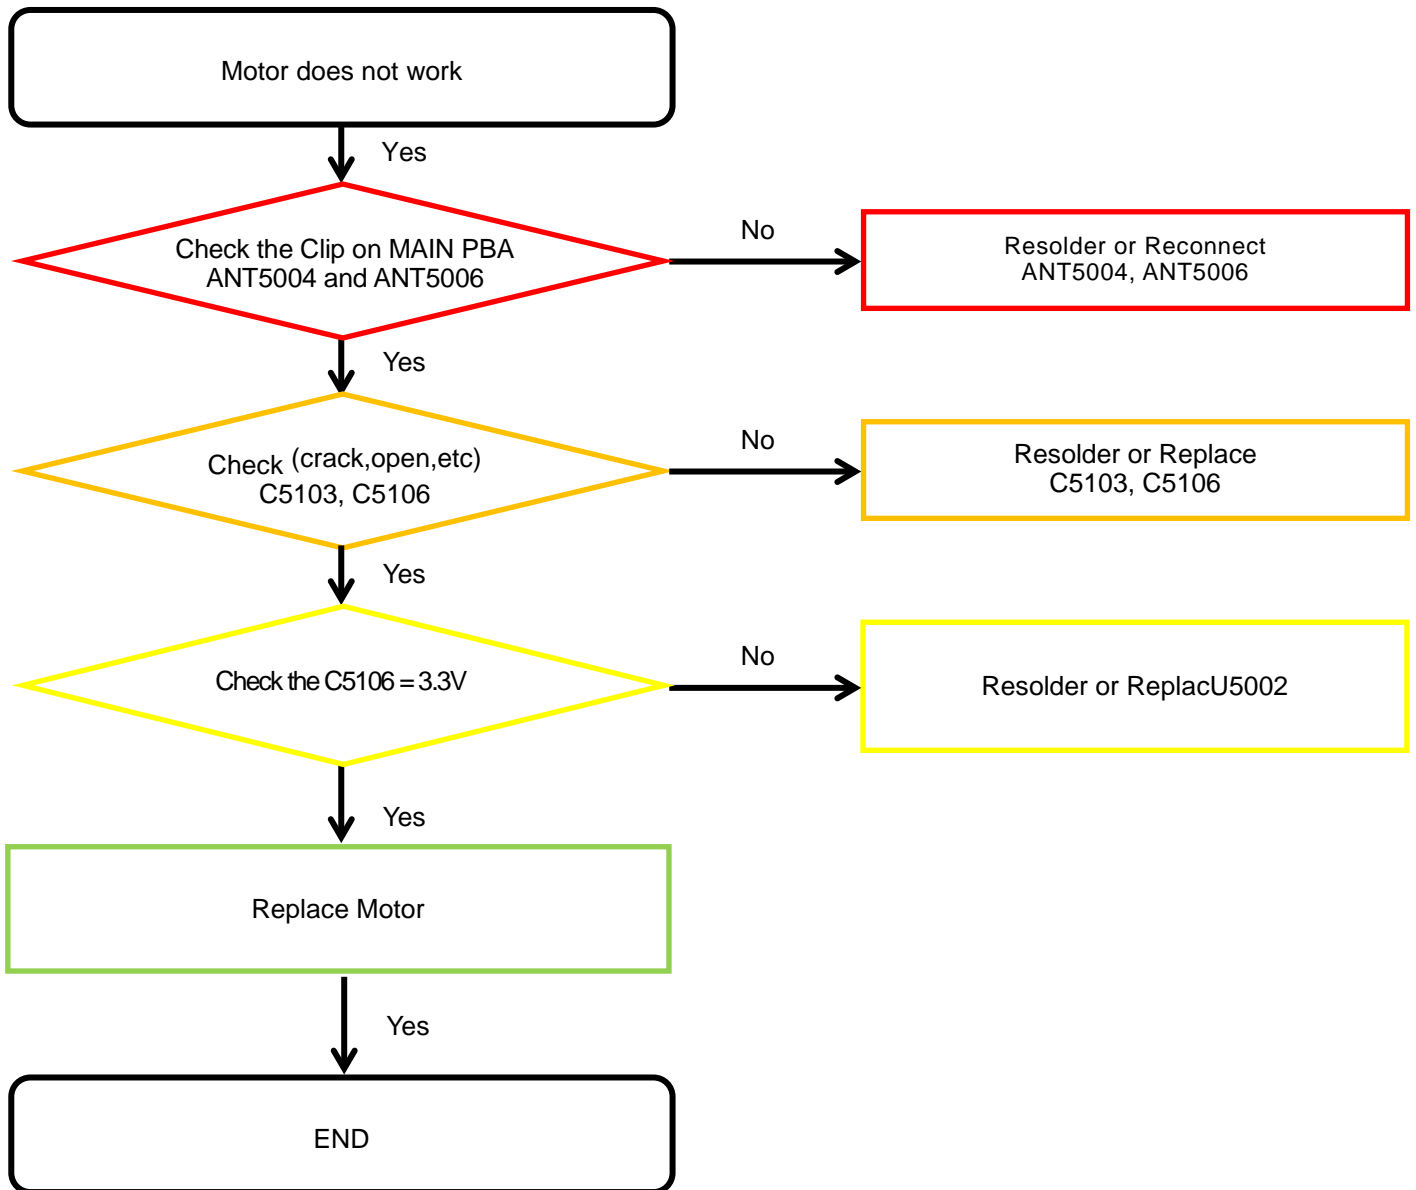 Motor does not work
Yes
Check the Clip on MAIN PBA
ANT5004 and ANT5006
No
Resolder or Reconnect
ANT5004, ANT5006
Yes
Check (crack,open,etc)
C5103, C5106
No
Resolder or Replace
C5103, C5106
Yes
Check the C5106 = 3.3V
No
Resolder or ReplacU5002
Yes
Replace Motor
Yes
END